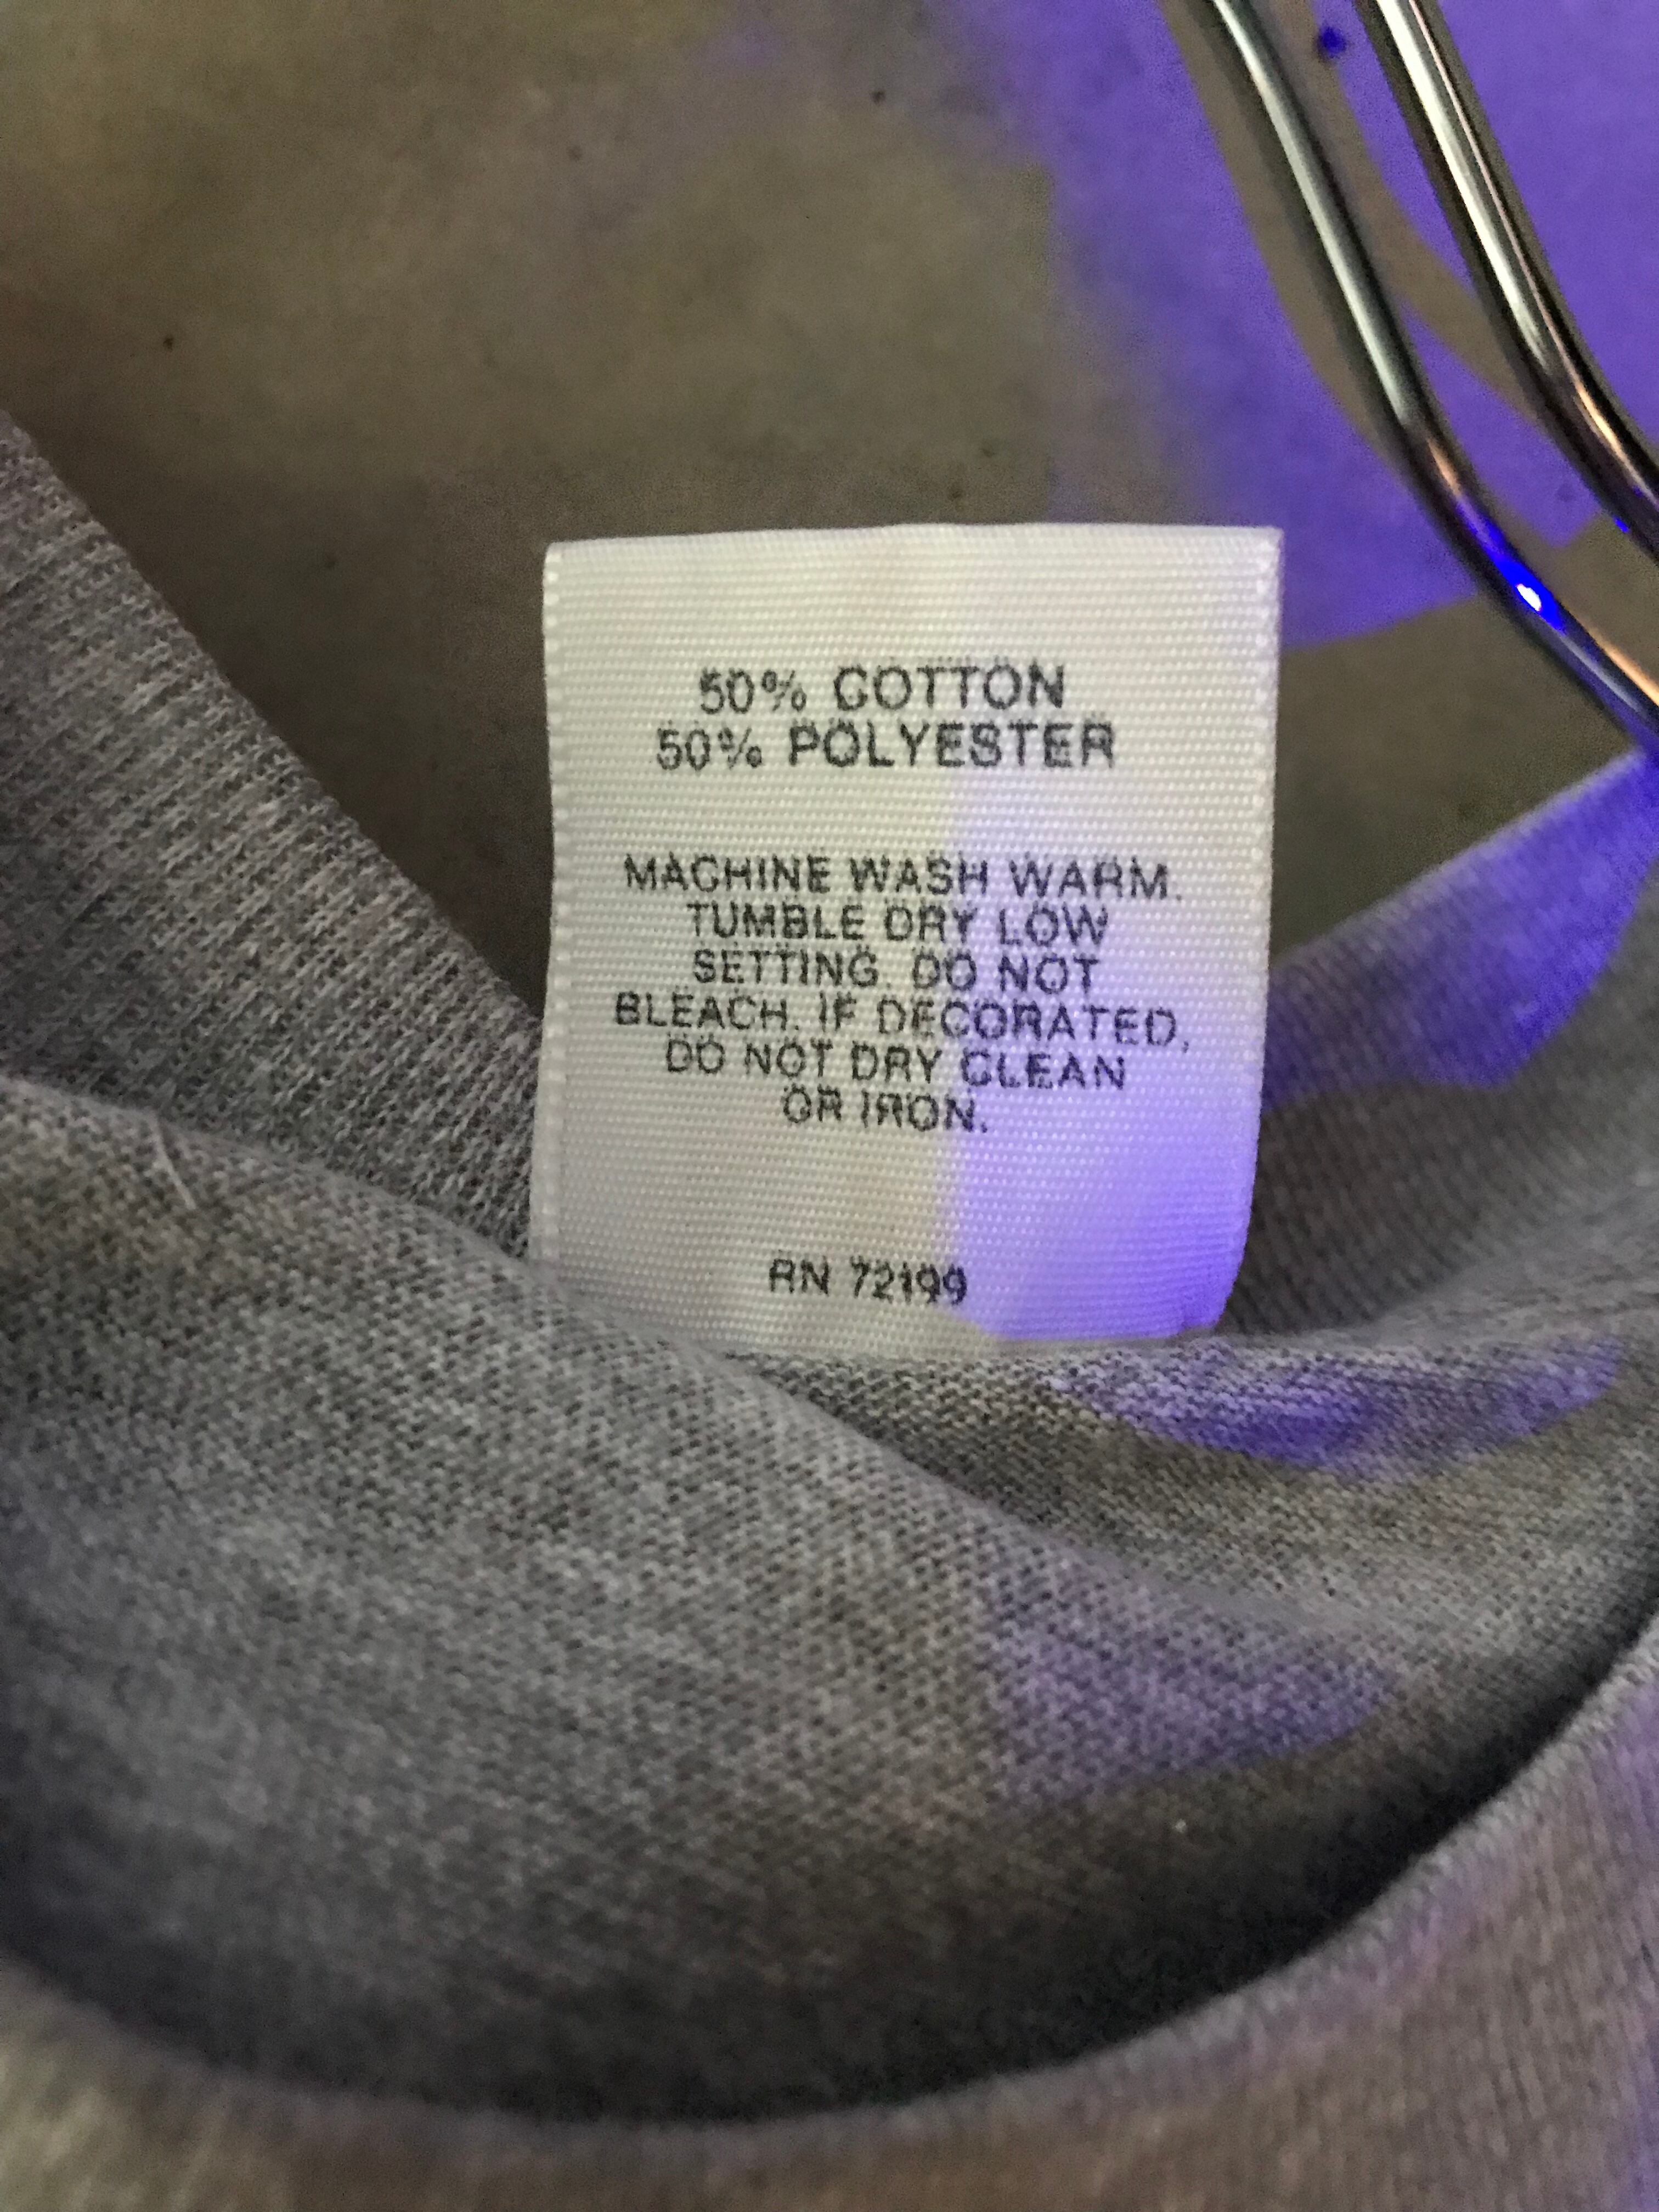 50% COTTON
50% POLYESTER
MACHINE WASH WARM.
TUMBLE DRY LOW
SETTING. DO NOT
BLEACH. IF DECORATED,
DO NOT DRY CLEAN
OR IRON.
RN 72199